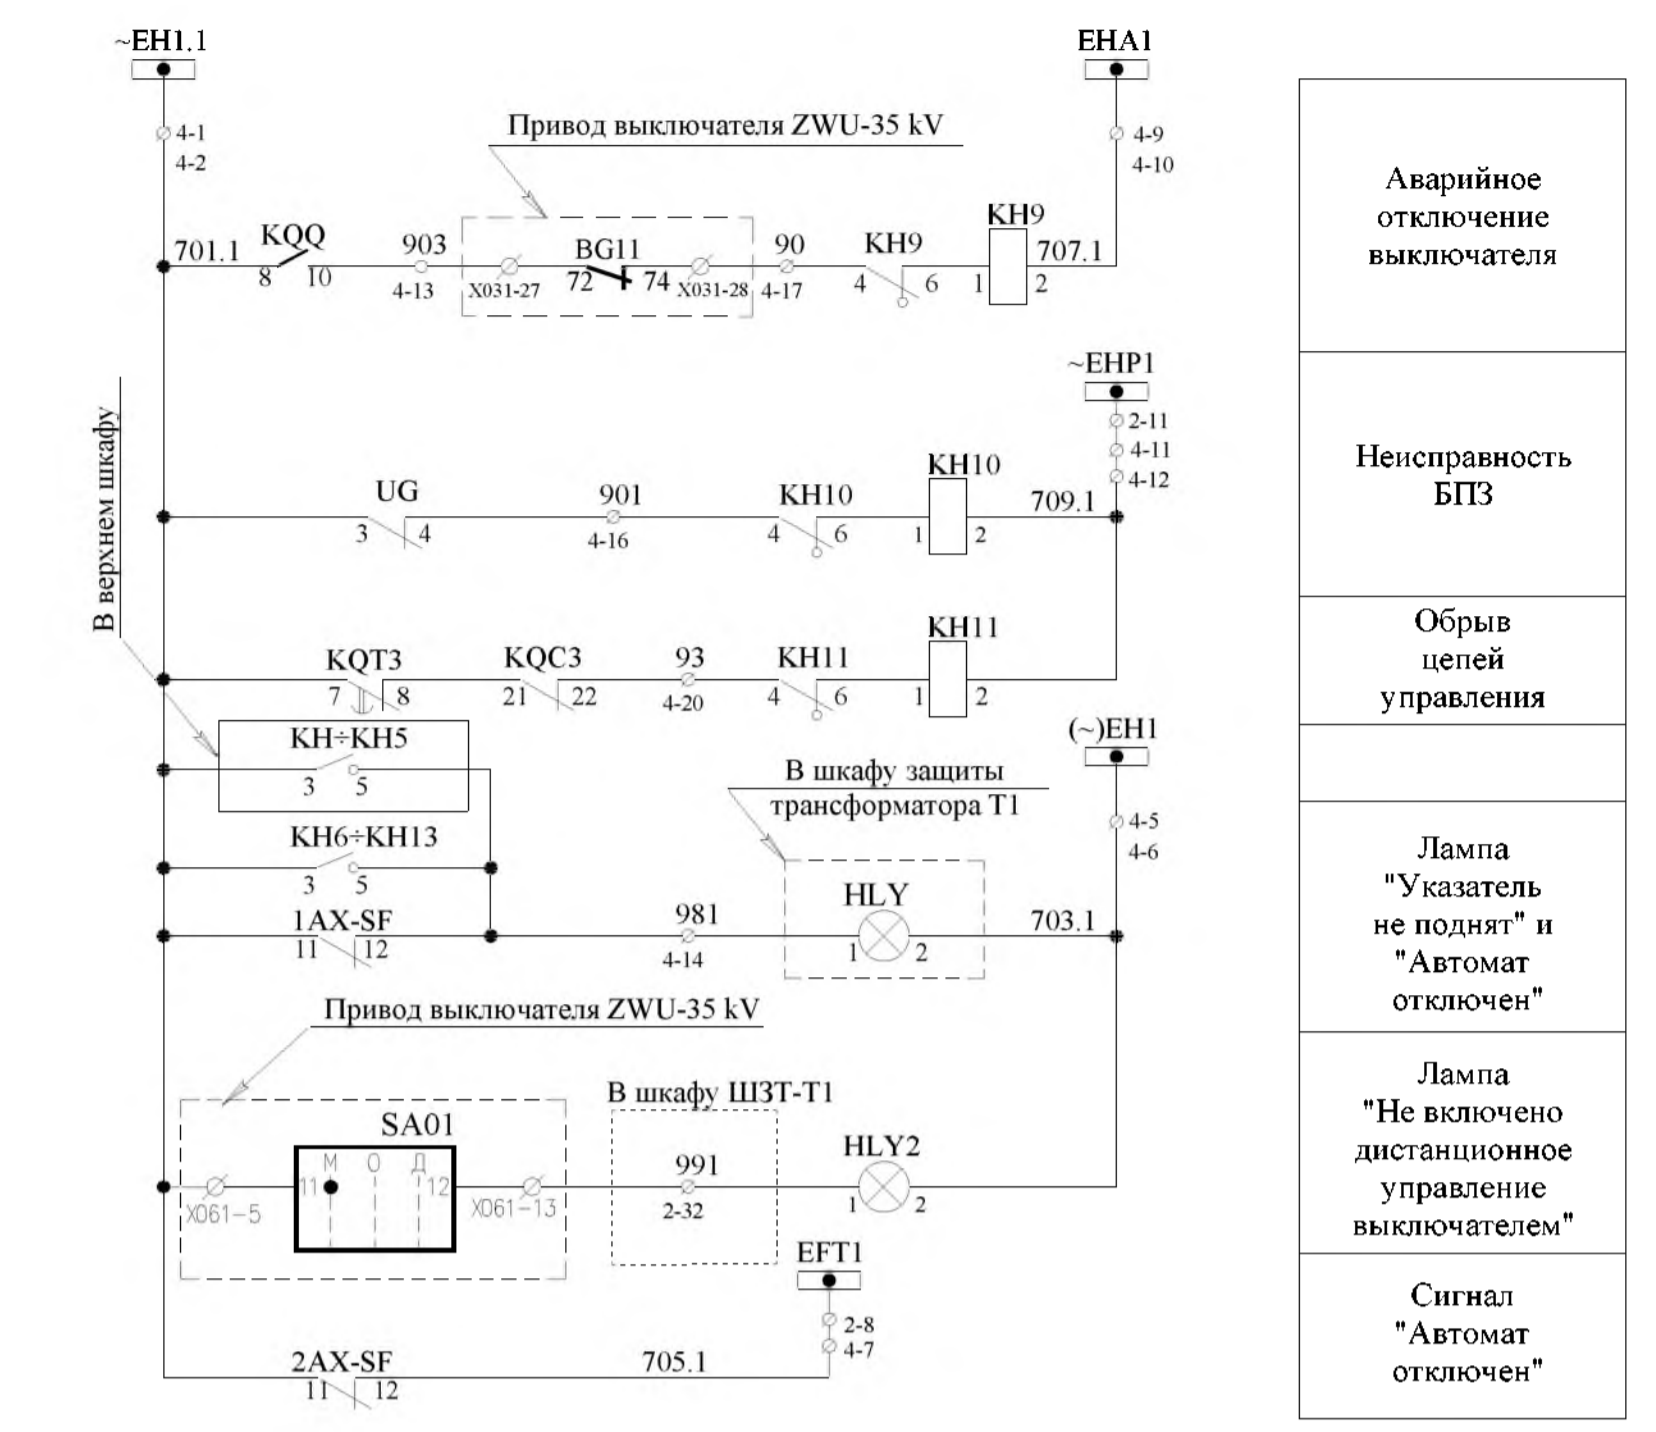 ~EH1.1
EHA1
4-1
4-2
4-9
4-10
Привод выключателя ZWU-35 kV
701.1
KQQ
8
10
903
4-13
X031-27
BG11
72
74
X031-28
90
4-17
KH9
4
6
KH9
1
2
707.1
Аварийное
отключение
выключателя
~EHP1
2-11
4-11
4-12
UG
3
4
901
4-16
KH10
4
6
KH10
1
2
709.1
Неисправность
БПЗ
В верхнем шкафу
KQT3
7
8
KQC3
21
22
93
4-20
KH11
4
6
KH11
1
2
Обрыв
цепей
управления
KH÷KH5
3
5
KH6÷KH13
3
5
1AX-SF
11
12
981
4-14
В шкафу защиты
трансформатора Т1
HLY
1
2
703.1
(~)EH1
4-5
4-6
Лампа
"Указатель
не поднят" и
"Автомат
отключен"
Привод выключателя ZWU-35 kV
SA01
М О Д
11
12
X061-5
X061-13
В шкафу ШЗТ-Т1
991
2-32
HLY2
1
2
Лампа
"Не включено
дистанционное
управление
выключателем"
EFT1
2-8
4-7
2AX-SF
11
12
705.1
Сигнал
"Автомат
отключен"